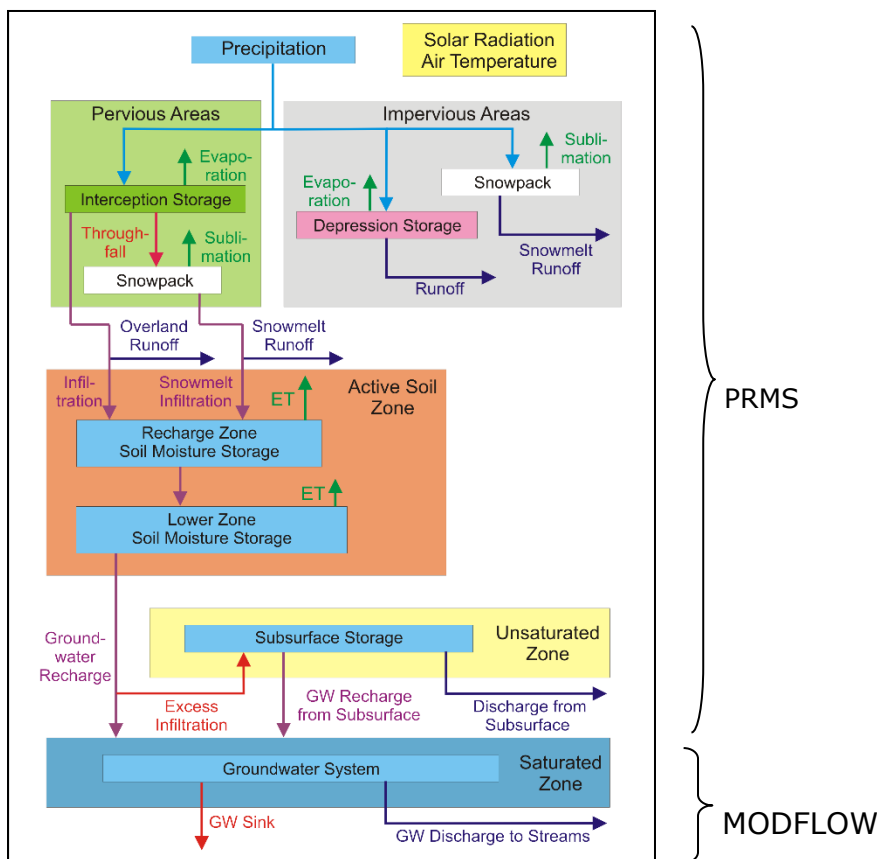 Precipitation
Solar Radiation
Air Temperature
Pervious Areas
Impervious Areas
Evapo-
ration
Interception Storage
Through-
fall
Subli-
mation
Snowpack
Evapo-
ration
Depression Storage
Runoff
Subli-
mation
Snowpack
Snowmelt
Runoff
Overland
Runoff
Snowmelt
Runoff
Infil-
tration
Snowmelt
Infiltration
ET
Active Soil
Zone
Recharge Zone
Soil Moisture Storage
ET
Lower Zone
Soil Moisture Storage
PRMS
Ground-
water
Recharge
Subsurface Storage
Unsaturated
Zone
Excess
Infiltration
GW Recharge
from Subsurface
Discharge from
Subsurface
Groundwater System
Saturated
Zone
GW Sink
GW Discharge to Streams
MODFLOW